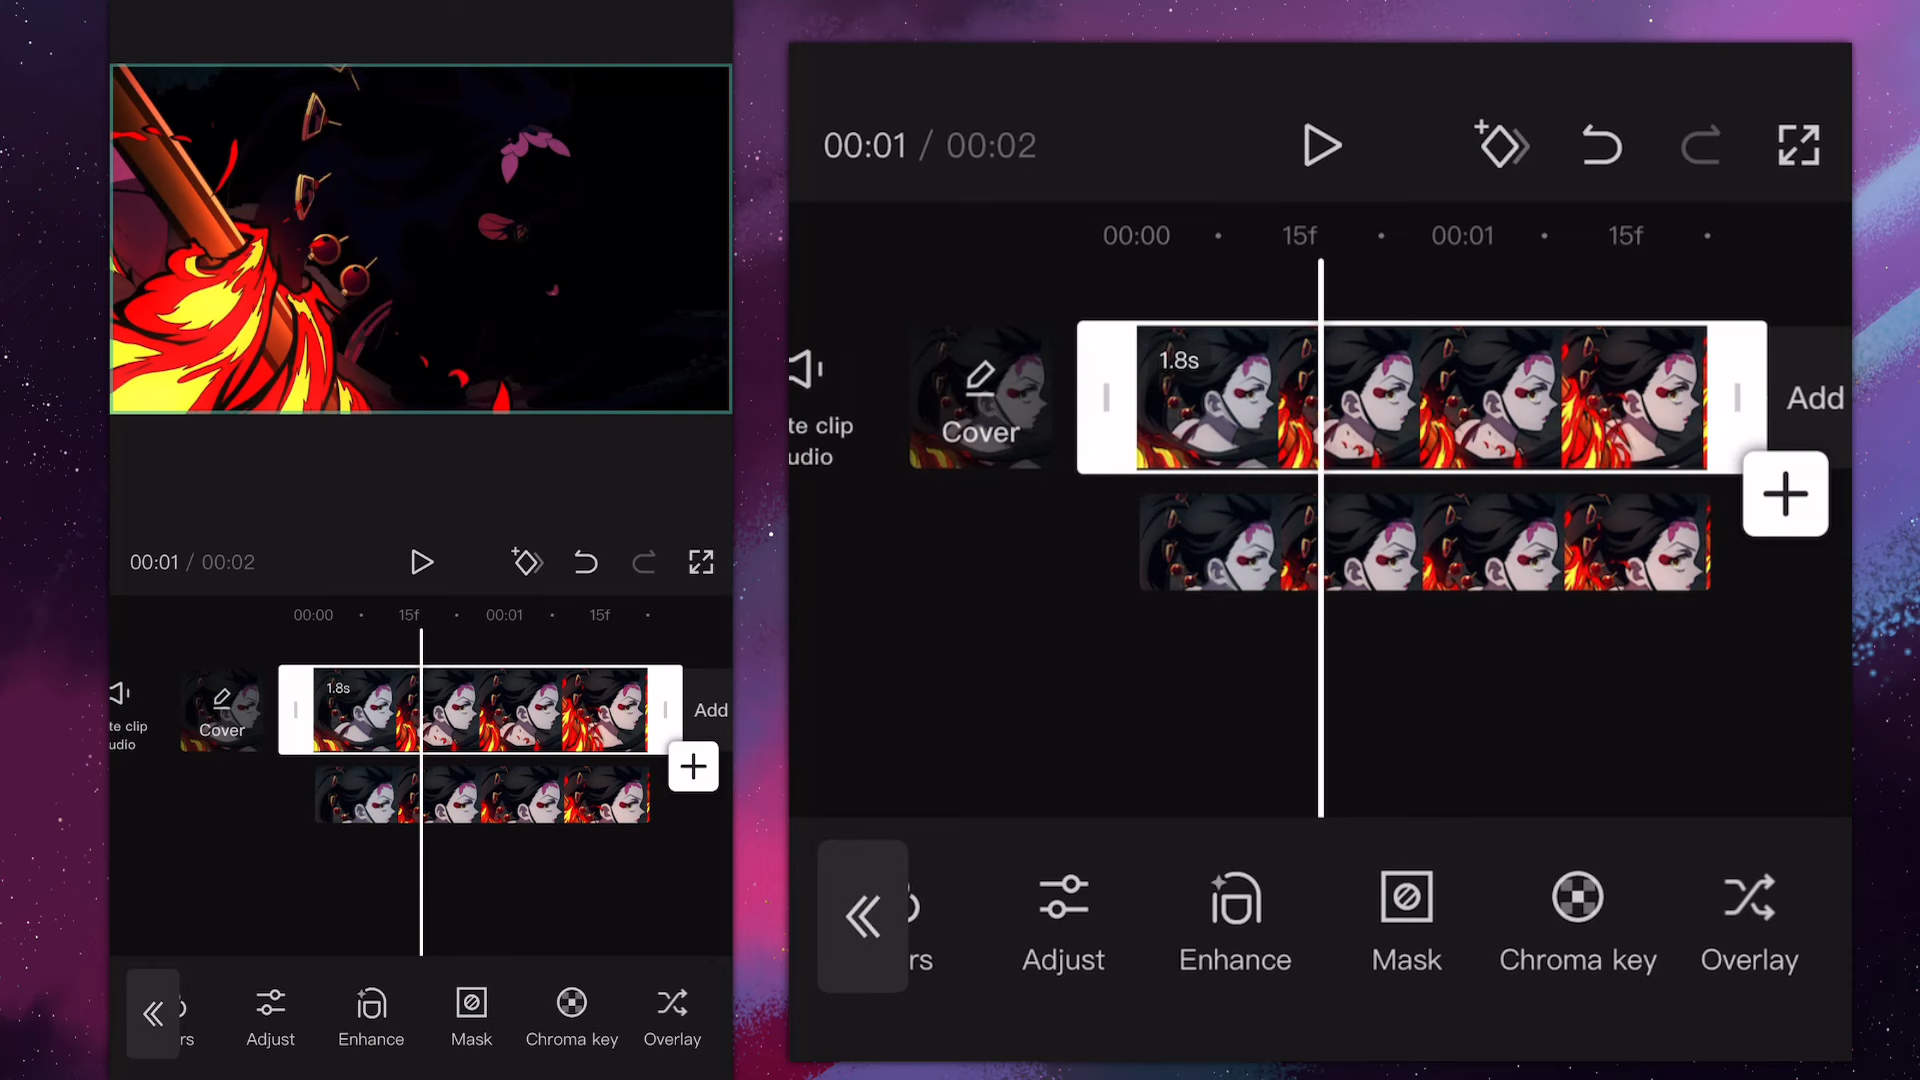 00:01 / 00:02
00:00 · 15f · 00:01 · 15f ·
1.8s
Cover
te clip
udio
Add
rs
Adjust
Enhance
Mask
Chroma key
Overlay
00:01 / 00:02
00:00 · 15f · 00:01 · 15f ·
1.8s
Cover
te clip
udio
Add
rs
Adjust
Enhance
Mask
Chroma key
Overlay